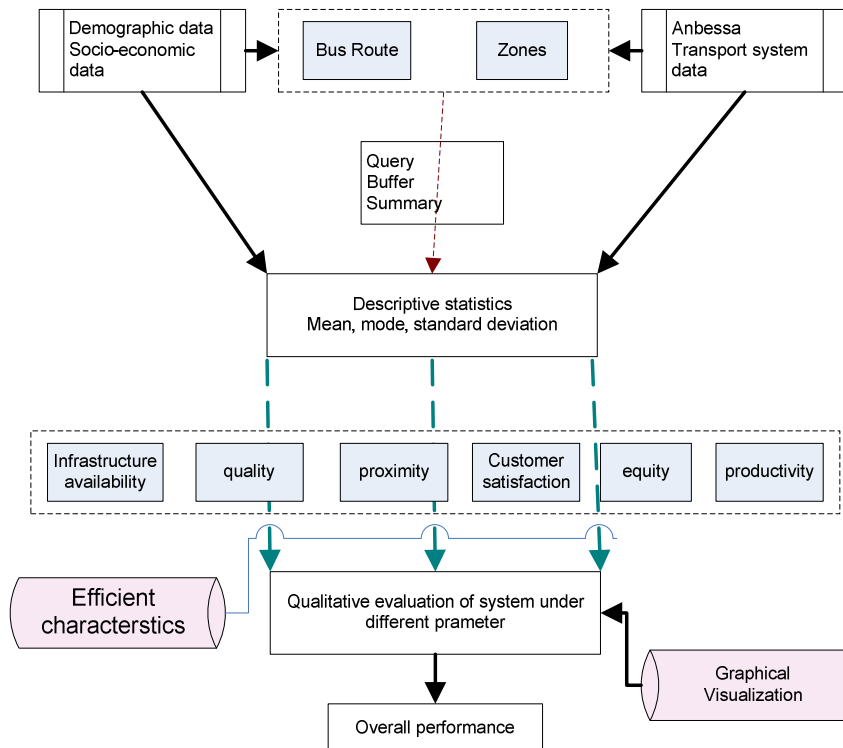 Demographic data
Socio-economic
data
Bus Route
Zones
Anbessa
Transport system
data
Query
Buffer
Summary
Descriptive statistics
Mean, mode, standard deviation
Infrastructure
availability
quality
proximity
Customer
satisfaction
equity
productivity
Efficient
characterstics
Qualitative evaluation of system under
different prameter
Graphical
Visualization
Overall performance